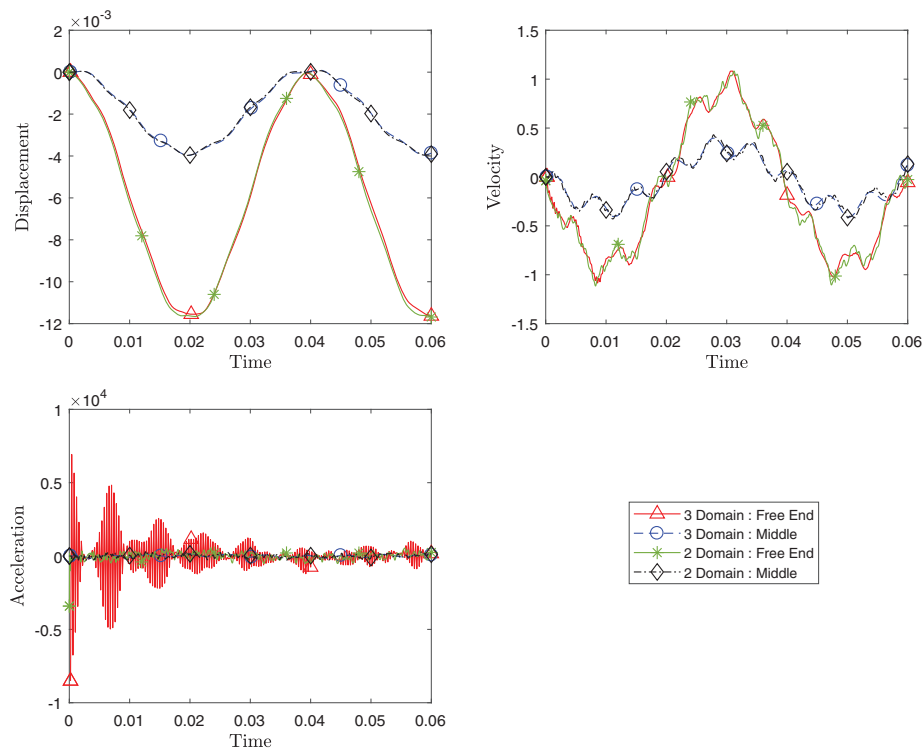 ×10-3
2
0
-2
-4
-6
-8
-10
-12
0 0.01 0.02 0.03 0.04 0.05 0.06
Time
Displacement
1.5
1
0.5
0
-0.5
-1
-1.5
0 0.01 0.02 0.03 0.04 0.05 0.06
Time
Velocity
×104
1
0.5
0
-0.5
-1
0 0.01 0.02 0.03 0.04 0.05 0.06
Time
Acceleration
3 Domain : Free End
3 Domain : Middle
2 Domain : Free End
2 Domain : Middle